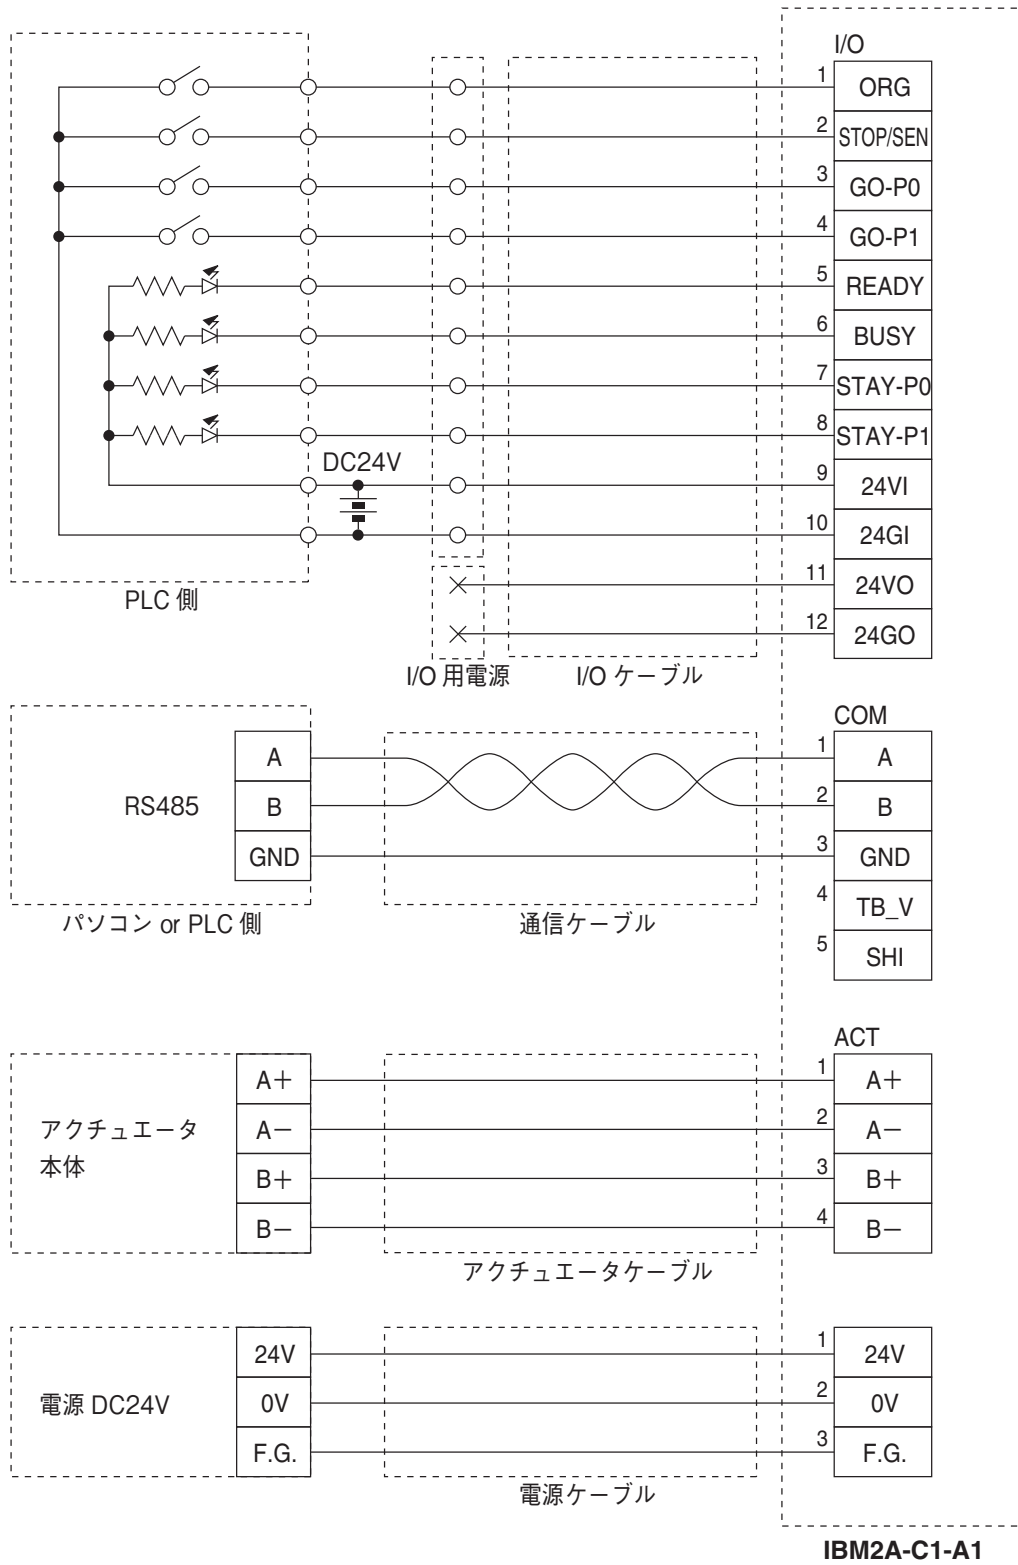 I/O
1 ORG
2 STOP/SEN
3 GO-P0
4 GO-P1
5 READY
6 BUSY
7 STAY-P0
8 STAY-P1
DC24V
9 24VI
10 24GI
11 24VO
12 24GO
PLC 側
I/O 用電源
I/O ケーブル
COM
RS485
A
B
GND
1 A
2 B
3 GND
4 TB_V
5 SHI
パソコン or PLC 側
通信ケーブル
ACT
アクチュエータ
本体
A+
A−
B+
B−
1 A+
2 A−
3 B+
4 B−
アクチュエータケーブル
電源 DC24V
24V
0V
F.G.
1 24V
2 0V
3 F.G.
電源ケーブル
IBM2A-C1-A1